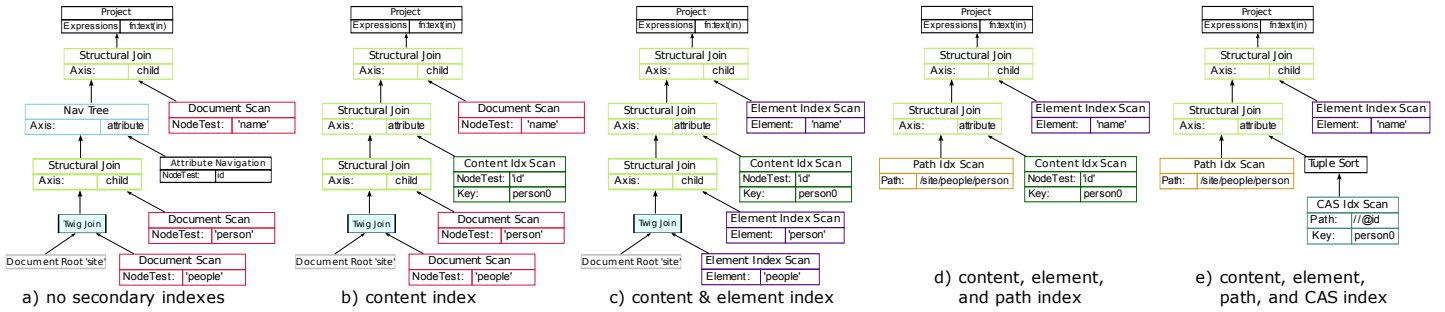 Project
Expressions fn:text(in)
Structural Join
Axis: child
Nav Tree
Axis: attribute
Document Scan
NodeTest: 'name'
Structural Join
Axis: child
Attribute Navigation
NodeTest: id
Twig Join
Document Scan
NodeTest: 'person'
Document Root 'site'
Document Scan
NodeTest: 'people'
a) no secondary indexes
Project
Expressions fn:text(in)
Structural Join
Axis: child
Structural Join
Axis: attribute
Document Scan
NodeTest: 'name'
Structural Join
Axis: child
Content Idx Scan
NodeTest: 'id'
Key: person0
Twig Join
Document Scan
NodeTest: 'person'
Document Root 'site'
Document Scan
NodeTest: 'people'
b) content index
Project
Expressions fn:text(in)
Structural Join
Axis: child
Structural Join
Axis: attribute
Element Index Scan
Element: 'name'
Structural Join
Axis: child
Content Idx Scan
NodeTest: 'id'
Key: person0
Twig Join
Element Index Scan
Element: 'person'
Document Root 'site'
Element Index Scan
Element: 'people'
c) content & element index
Project
Expressions fn:text(in)
Structural Join
Axis: child
Structural Join
Axis: attribute
Element Index Scan
Element: 'name'
Path Idx Scan
Path: /site/people/person
Content Idx Scan
NodeTest: 'id'
Key: person0
d) content, element,
and path index
Project
Expressions fn:text(in)
Structural Join
Axis: child
Structural Join
Axis: attribute
Element Index Scan
Element: 'name'
Path Idx Scan
Path: /site/people/person
Tuple Sort
CAS Idx Scan
Path: //@id
Key: person0
e) content, element,
path, and CAS index